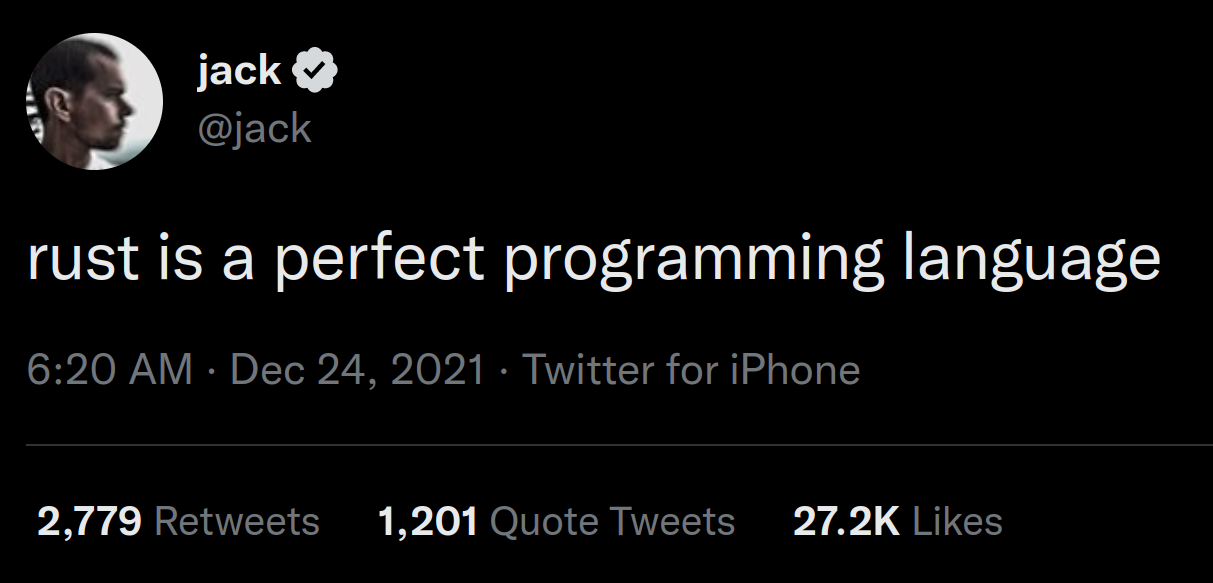 jack
@jack
rust is a perfect programming language
6:20 AM · Dec 24, 2021 · Twitter for iPhone
2,779 Retweets 1,201 Quote Tweets 27.2K Likes